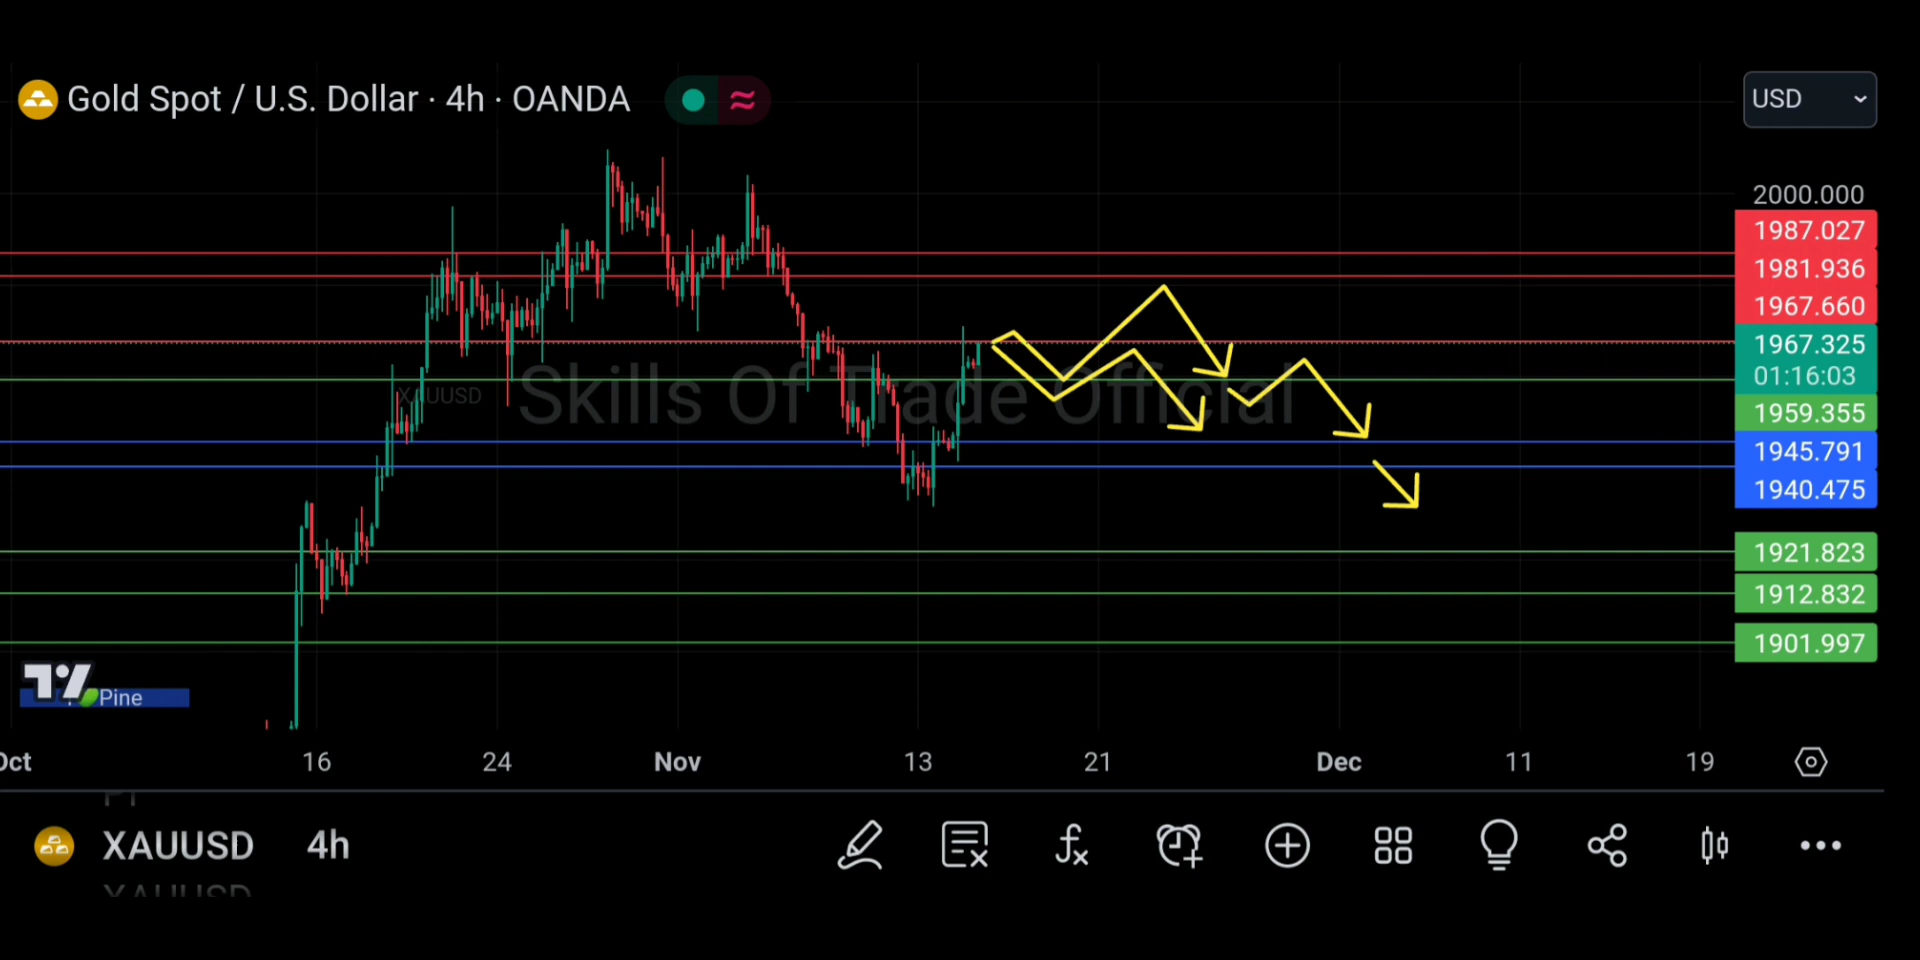 Gold Spot / U.S. Dollar · 4h · OANDA
USD
2000.000
1987.027
1981.936
1967.660
1967.325
01:16:03
1959.355
1945.791
1940.475
1921.823
1912.832
1901.997
XAUUSD
Skills Of Trade Official
Pine
Oct 16 24 Nov 13 21 Dec 11 19
XAUUSD 4h
XAUUSD